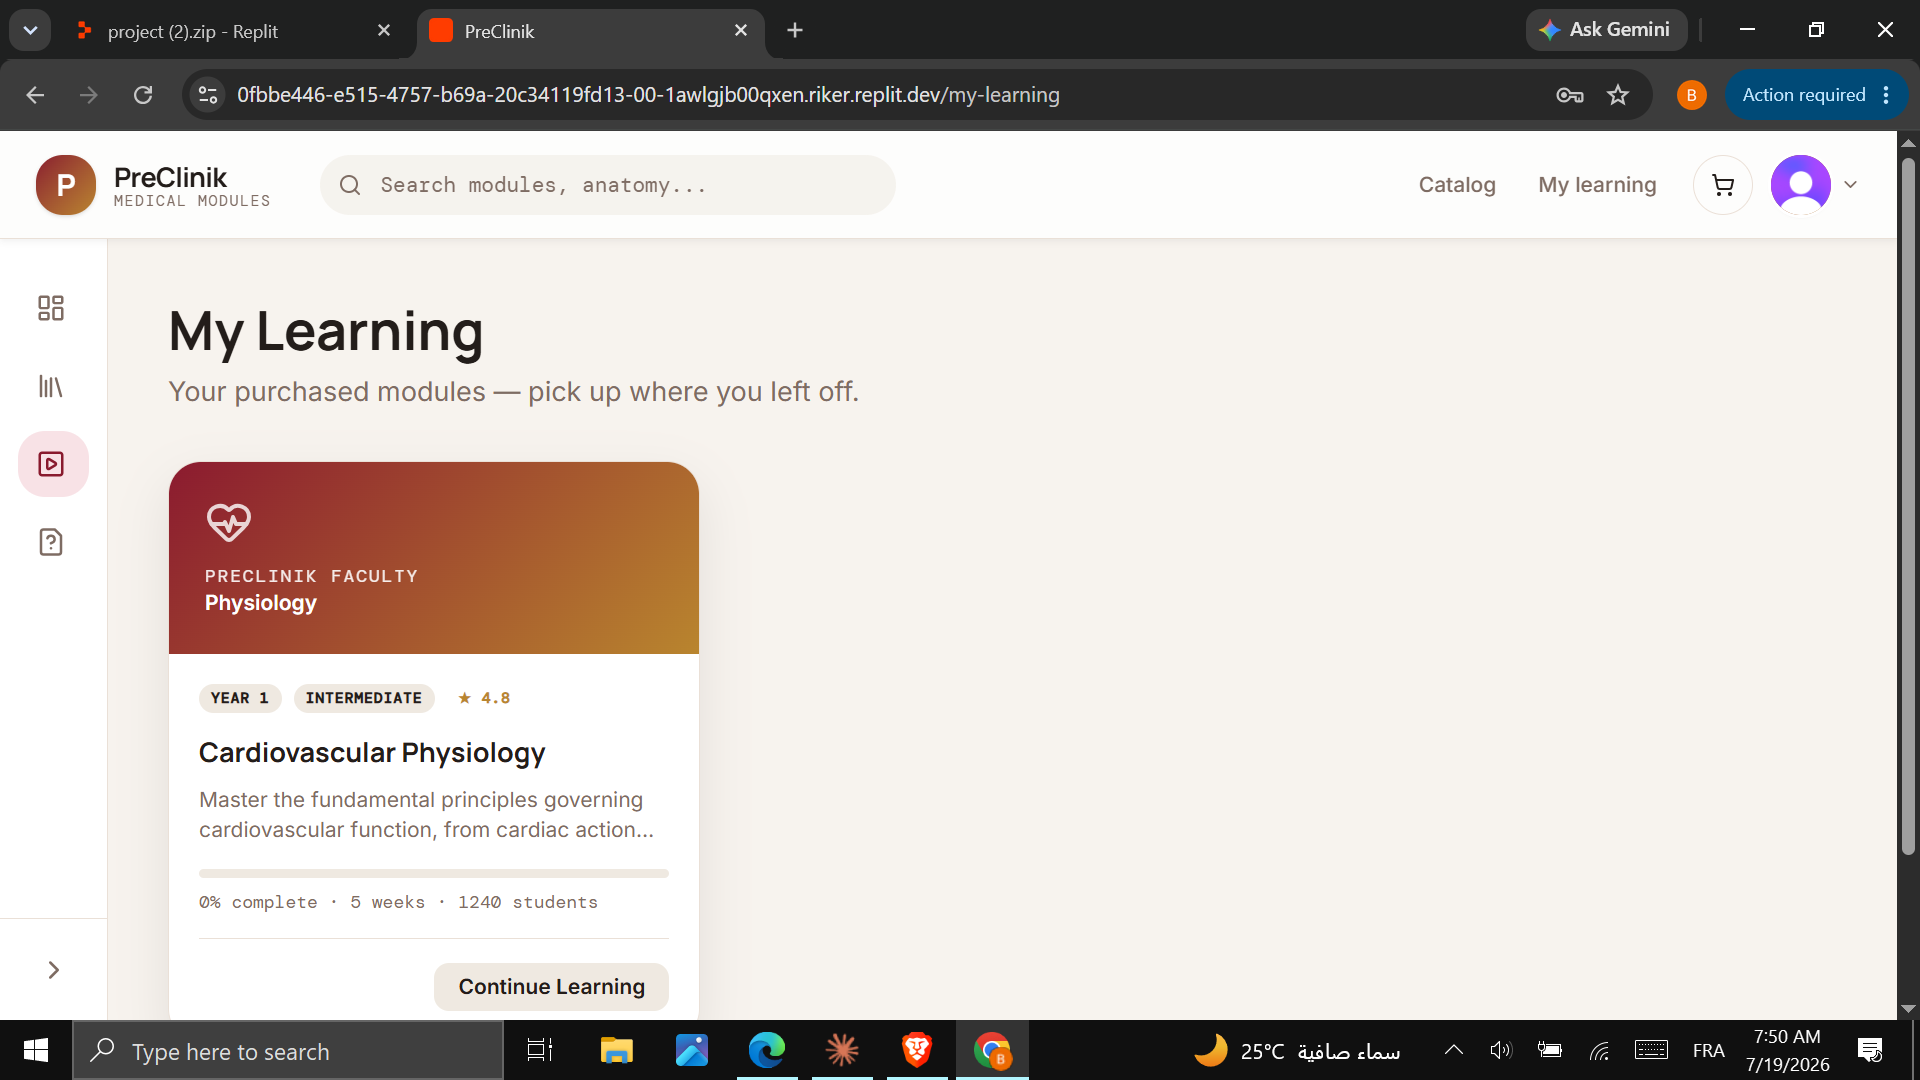 project (2).zip - Replit
PreClinik
Ask Gemini
0fbbe446-e515-4757-b69a-20c34119fd13-00-1awlgjb00qxen.riker.replit.dev/my-learning
B
Action required
P
PreClinik
MEDICAL MODULES
Search modules, anatomy...
Catalog
My learning
My Learning
Your purchased modules — pick up where you left off.
PRECLINIK FACULTY
Physiology
YEAR 1
INTERMEDIATE
★ 4.8
Cardiovascular Physiology
Master the fundamental principles governing
cardiovascular function, from cardiac action...
0% complete · 5 weeks · 1240 students
Continue Learning
Type here to search
B
25°C سماء صافية
FRA
7:50 AM
7/19/2026